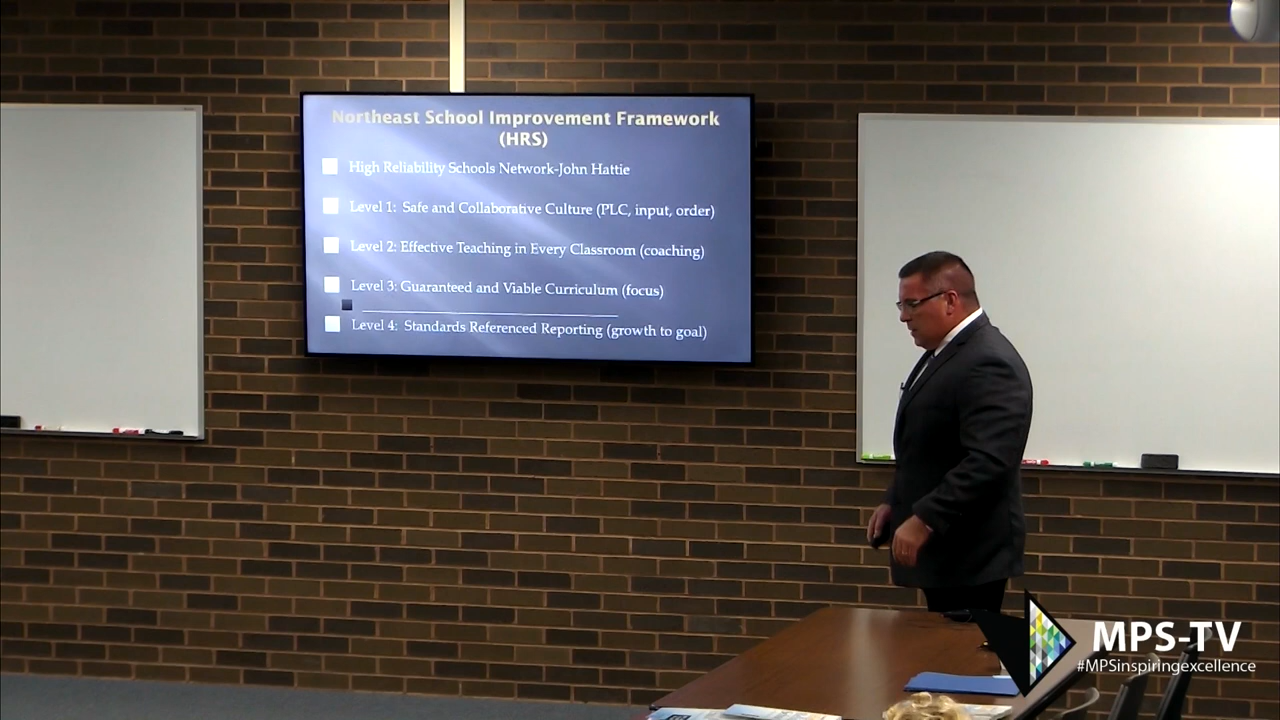 Northeast School Improvement Framework
(HRS)
High Reliability Schools Network-John Hattie
Level 1: Safe and Collaborative Culture (PLC, input, order)
Level 2: Effective Teaching in Every Classroom (coaching)
Level 3: Guaranteed and Viable Curriculum (focus)
Level 4: Standards Referenced Reporting (growth to goal)
MPS-TV
#MPSinspiringexcellence